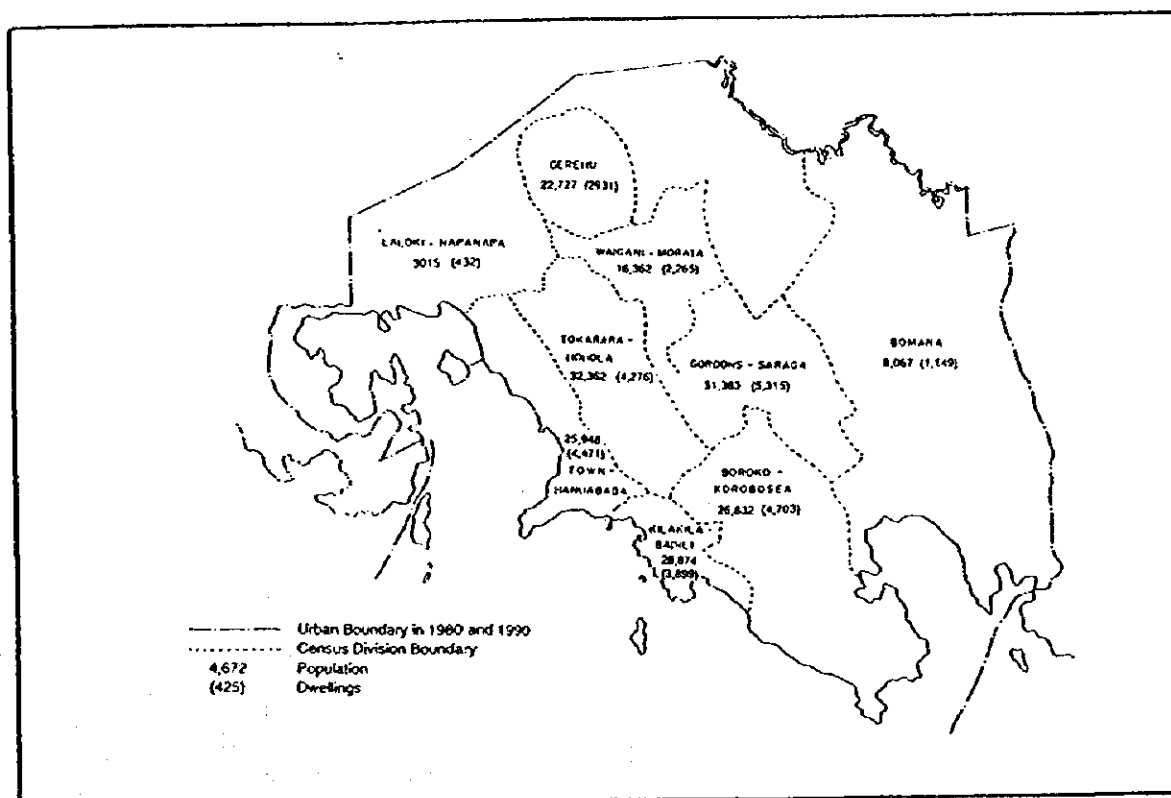 GEREHU
22,727 (2931)
LALOKI - NAPANAPA
3015 (432)
WAIGANI - MORATA
16,362 (2,265)
TOKARARA -
HOHOLA
32,362 (4,276)
GORDONS - SARAGA
31,383 (5,315)
BOMANA
8,067 (1,149)
25,948
(4,471)
TOWN -
HANUABADA
BOROKO -
KOROBOSEA
26,832 (4,703)
KILAKILA -
BADILI
28,874
(3,899)
Urban Boundary in 1980 and 1990
Census Division Boundary
4,672 Population
(425) Dwellings